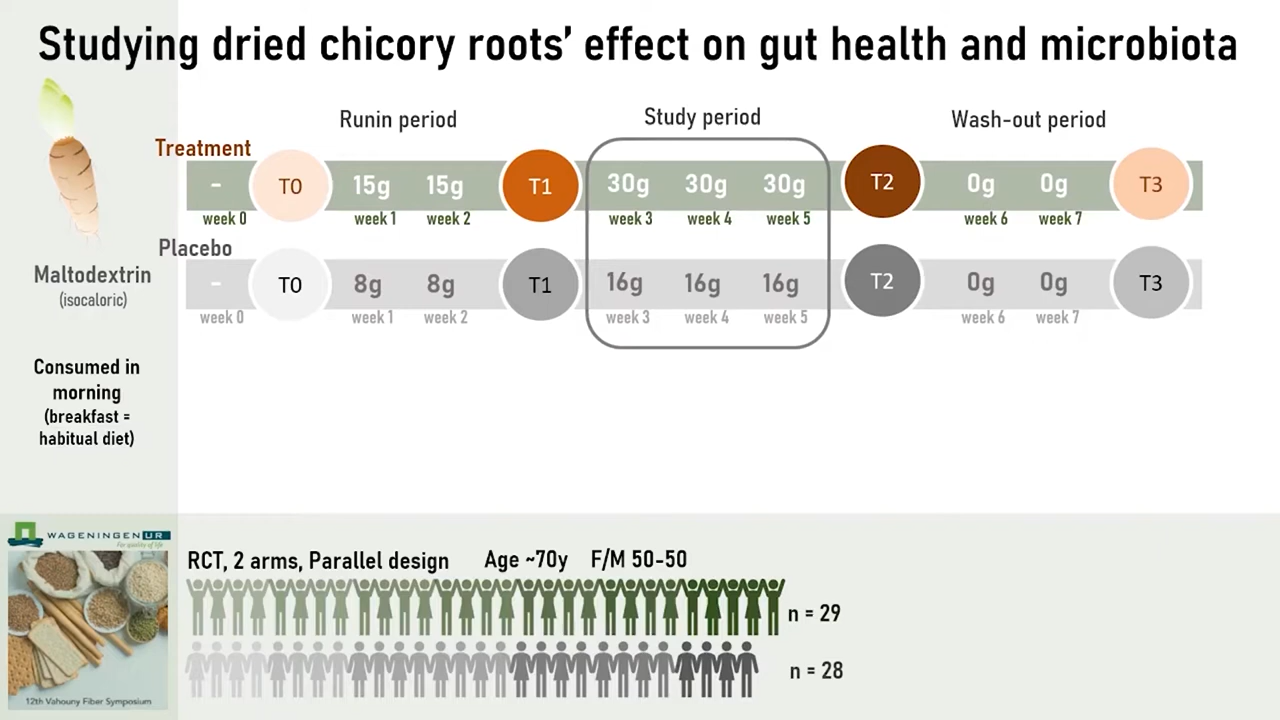 Studying dried chicory roots' effect on gut health and microbiota
Runin period
Study period
Wash-out period
Treatment
- T0 15g 15g T1 30g 30g 30g T2 0g 0g T3
week 0 week 1 week 2 week 3 week 4 week 5 week 6 week 7
Placebo
Maltodextrin
(isocaloric)
- T0 8g 8g T1 16g 16g 16g T2 0g 0g T3
week 0 week 1 week 2 week 3 week 4 week 5 week 6 week 7
Consumed in
morning
(breakfast =
habitual diet)
WAGENINGEN UR
For quality of life
12th Vahouny Fiber Symposium
RCT, 2 arms, Parallel design Age ~70y F/M 50-50
n = 29
n = 28